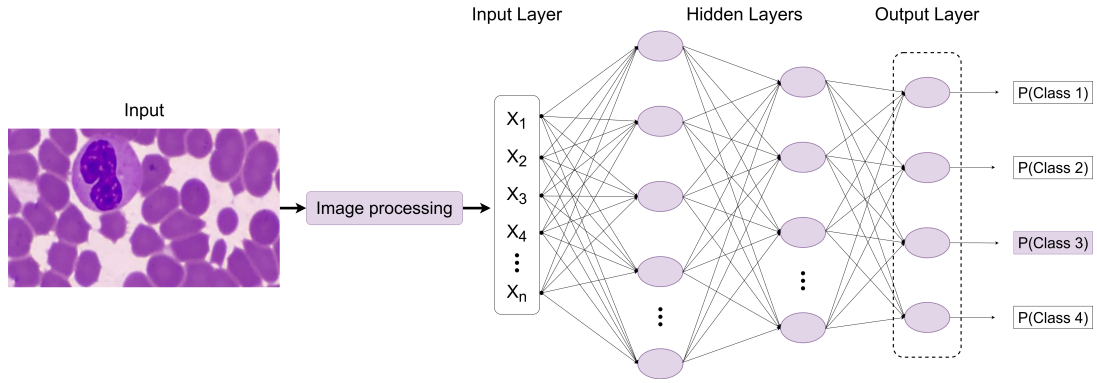 Input Layer
Hidden Layers
Output Layer
Input
Image processing
X1
X2
X3
X4
Xn
P(Class 1)
P(Class 2)
P(Class 3)
P(Class 4)